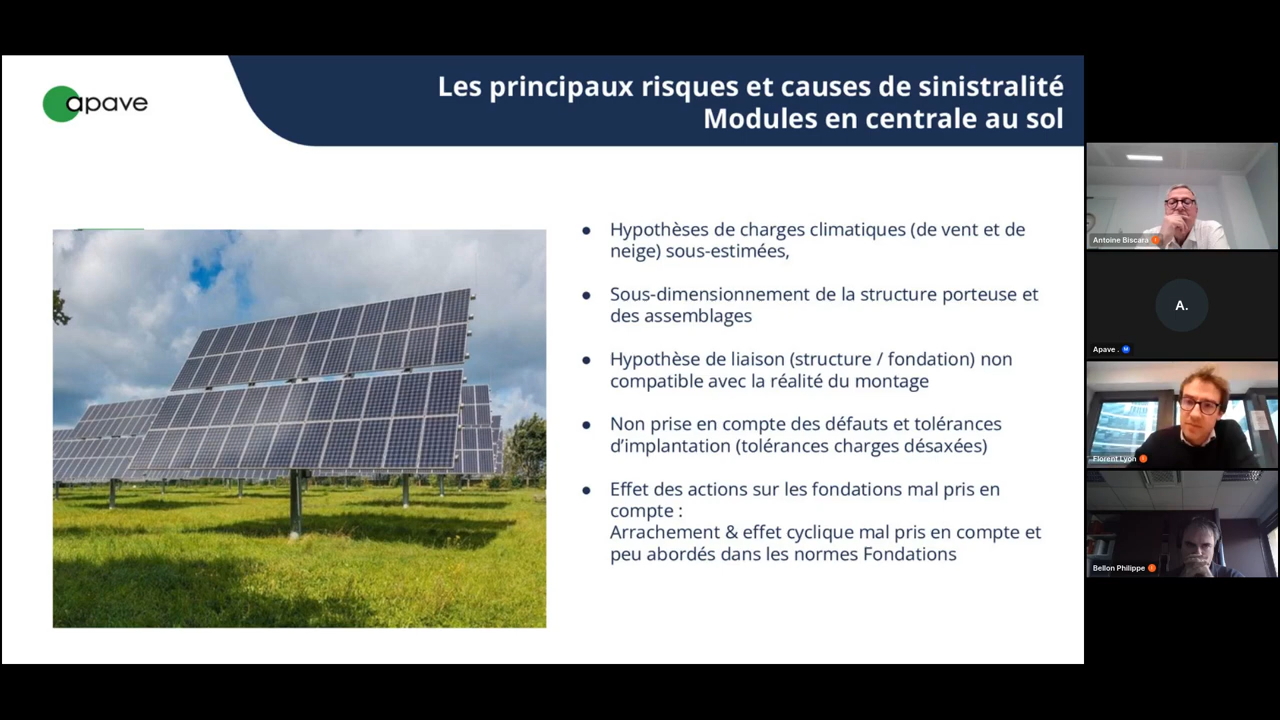 apave
Les principaux risques et causes de sinistralité
Modules en centrale au sol
● Hypothèses de charges climatiques (de vent et de
neige) sous-estimées,
● Sous-dimensionnement de la structure porteuse et
des assemblages
● Hypothèse de liaison (structure / fondation) non
compatible avec la réalité du montage
● Non prise en compte des défauts et tolérances
d’implantation (tolérances charges désaxées)
● Effet des actions sur les fondations mal pris en
compte :
Arrachement & effet cyclique mal pris en compte et
peu abordés dans les normes Fondations
Antoine Biscara
A.
Apave .
Florent Lyon
Bellon Philippe